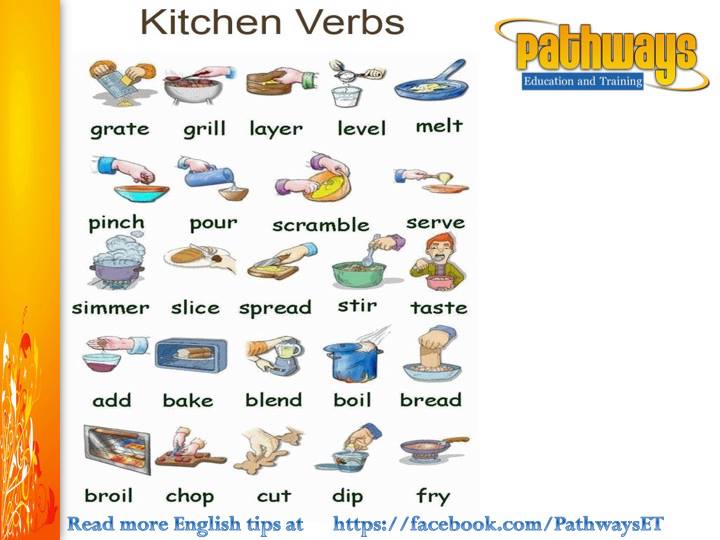 Kitchen Verbs
pathways
Education and Training
grate grill layer level melt
pinch pour scramble serve
simmer slice spread stir taste
add bake blend boil bread
broil chop cut dip fry
Read more English tips at https://facebook.com/PathwaysET